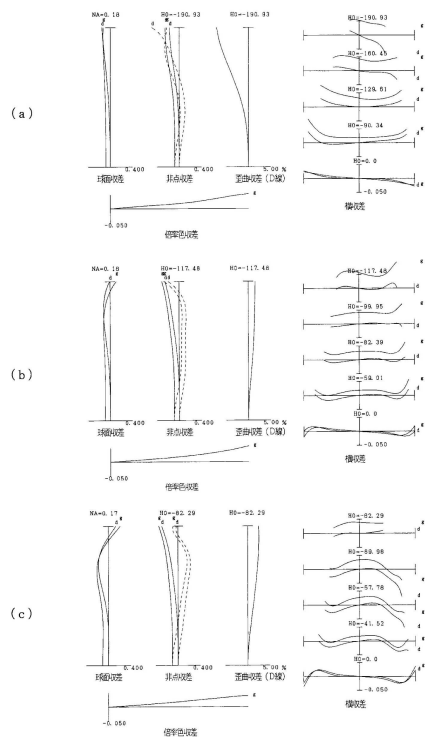 (a)
NA=0.18
d g
HO=-190.93
g d
HO=-190.93
0.400
球面収差
0.400
非点収差
5.00 %
歪曲収差(D線)
g
-0.050
倍率色収差
HO=-190.93
g
d
HO=-160.45
g
d
HO=-129.61
g
d
HO=-90.34
g
d
HO=0.0
d g
-0.050
横収差
(b)
NA=0.18
d g
HO=-117.48
HO=-117.48
0.400
球面収差
0.400
非点収差
5.00 %
歪曲収差(D線)
g
-0.050
倍率色収差
HO=-117.48
g
d
HO=-99.95
g
d
HO=-82.39
g
d
HO=-59.01
g
d
HO=0.0
g
-0.050
横収差
(c)
NA=0.17
g
d
HO=-82.29
g
d
HO=-82.29
0.400
球面収差
0.400
非点収差
5.00 %
歪曲収差(D線)
g
-0.050
倍率色収差
HO=-82.29
g
d
HO=-69.98
d
g
HO=-57.78
d
g
HO=-41.52
d
g
HO=0.0
d g
-0.050
横収差